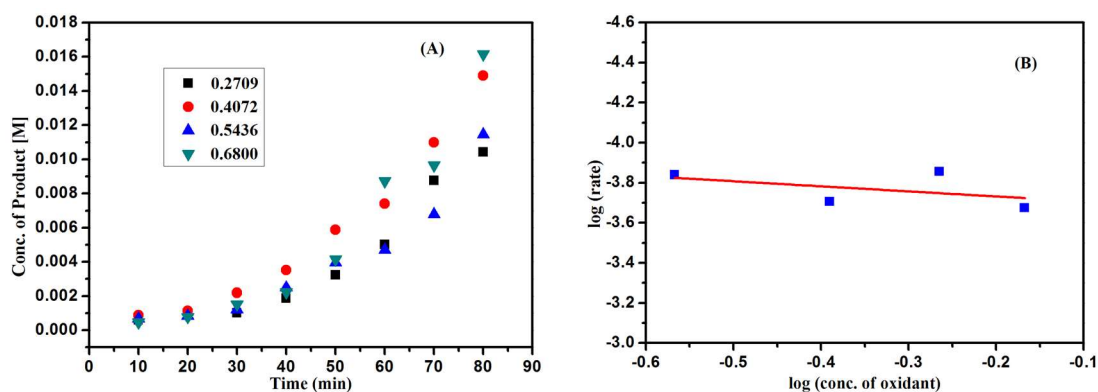 (A)
0.2709
0.4072
0.5436
0.6800
Conc. of Product [M]
0.018
0.016
0.014
0.012
0.010
0.008
0.006
0.004
0.002
0.000
0 10 20 30 40 50 60 70 80 90
Time (min)
(B)
log (rate)
-4.6
-4.2
-4.0
-3.8
-3.6
-3.4
-3.2
-3.0
-0.6 -0.5 -0.4 -0.3 -0.2 -0.1
log (conc. of oxidant)